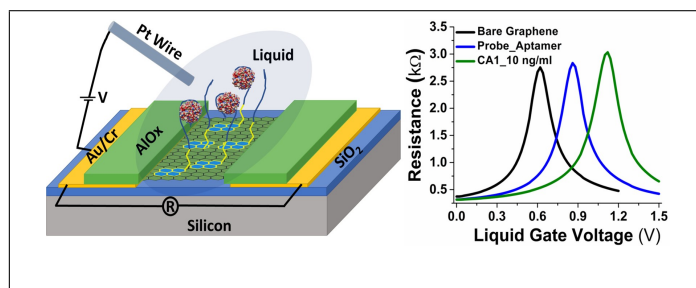 Pt Wire
Liquid
V
Au/Cr
AlOx
SiO2
R
Silicon
Bare Graphene
Probe_Aptamer
CA1_10 ng/ml
Resistance (kΩ)
3.5
3.0
2.5
2.0
1.5
1.0
0.5
0.0 0.3 0.6 0.9 1.2 1.5
Liquid Gate Voltage (V)